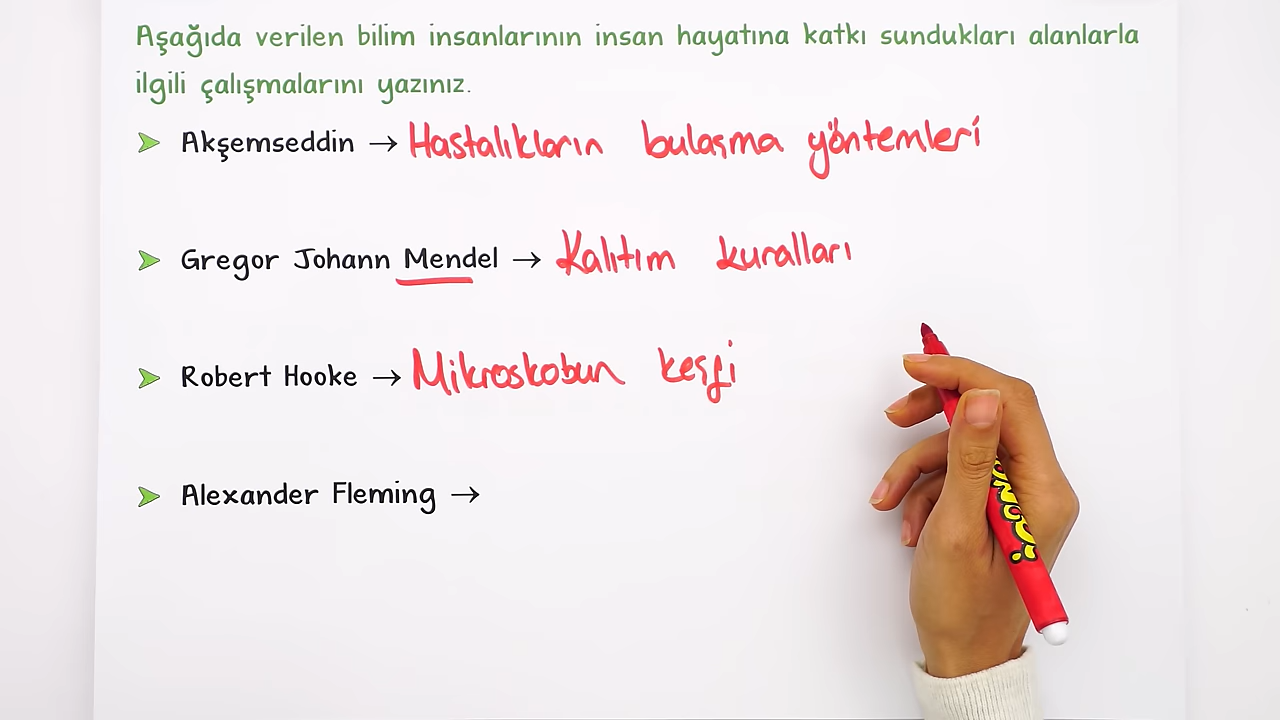 Aşağıda verilen bilim insanlarının insan hayatına katkı sundukları alanlarla
ilgili çalışmalarını yazınız.
➤ Akşemseddin → Hastalıkların bulaşma yöntemleri
➤ Gregor Johann Mendel → Kalıtım kuralları
➤ Robert Hooke → Mikroskobun keşfi
➤ Alexander Fleming →